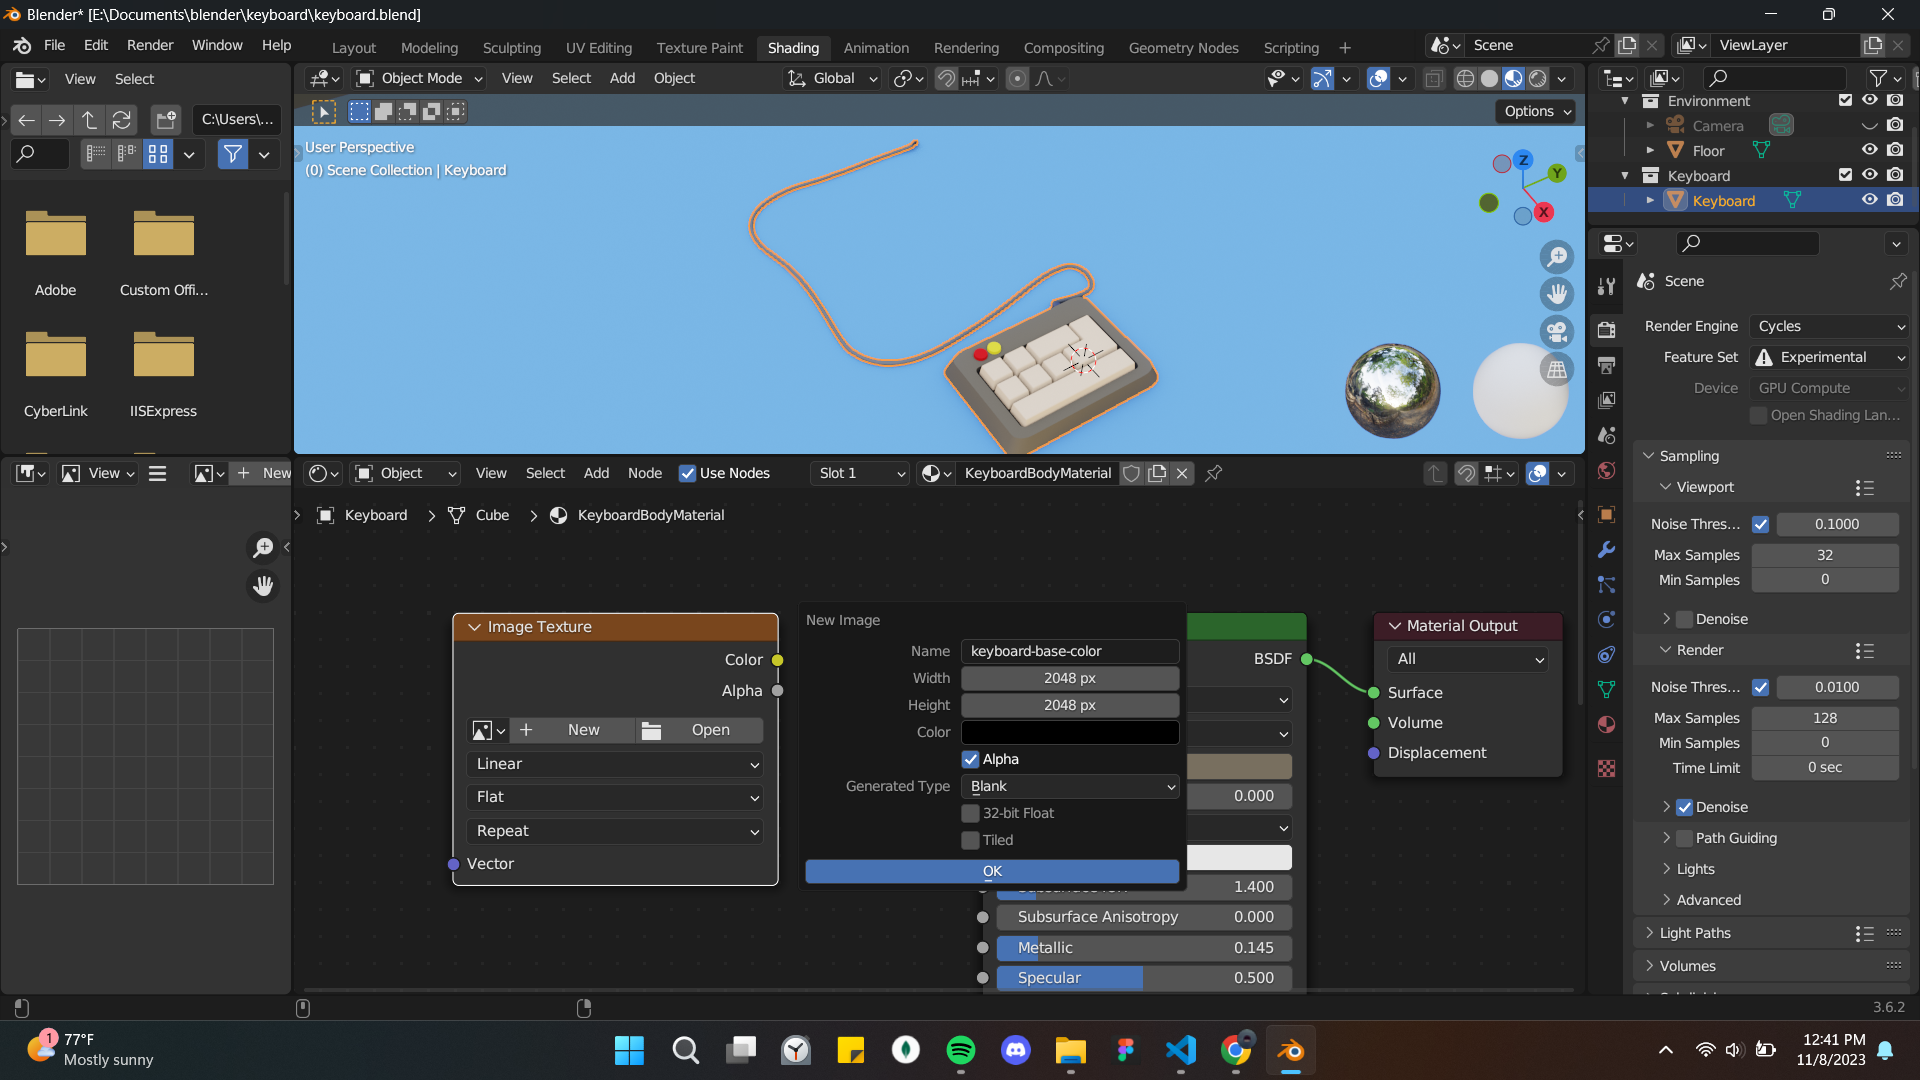 Blender* [E:\Documents\blender\keyboard\keyboard.blend]
File Edit Render Window Help
Layout Modeling Sculpting UV Editing Texture Paint Shading Animation Rendering Compositing Geometry Nodes Scripting +
Scene
ViewLayer
View Select
Object Mode View Select Add Object
Global
C:\Users\...
Options
Adobe
Custom Offi...
CyberLink
IISExpress
User Perspective
(0) Scene Collection | Keyboard
Z
Y
X
Environment
Camera
Floor
Keyboard
Keyboard
Scene
Render Engine Cycles
Feature Set Experimental
Device GPU Compute
Open Shading Lan...
Sampling
Viewport
Noise Thres... 0.1000
Max Samples 32
Min Samples 0
Denoise
Render
Noise Thres... 0.0100
Max Samples 128
Min Samples 0
Time Limit 0 sec
Denoise
Path Guiding
Lights
Advanced
Light Paths
Volumes
View
+ New
Object View Select Add Node Use Nodes Slot 1 KeyboardBodyMaterial
Keyboard > Cube > KeyboardBodyMaterial
Image Texture
Color
Alpha
+ New Open
Linear
Flat
Repeat
Vector
New Image
Name keyboard-base-color
Width 2048 px
Height 2048 px
Color
Alpha
Generated Type Blank
32-bit Float
Tiled
OK
BSDF
0.000
1.400
Subsurface Anisotropy 0.000
Metallic 0.145
Specular 0.500
Material Output
All
Surface
Volume
Displacement
3.6.2
1
77°F
Mostly sunny
12:41 PM
11/8/2023